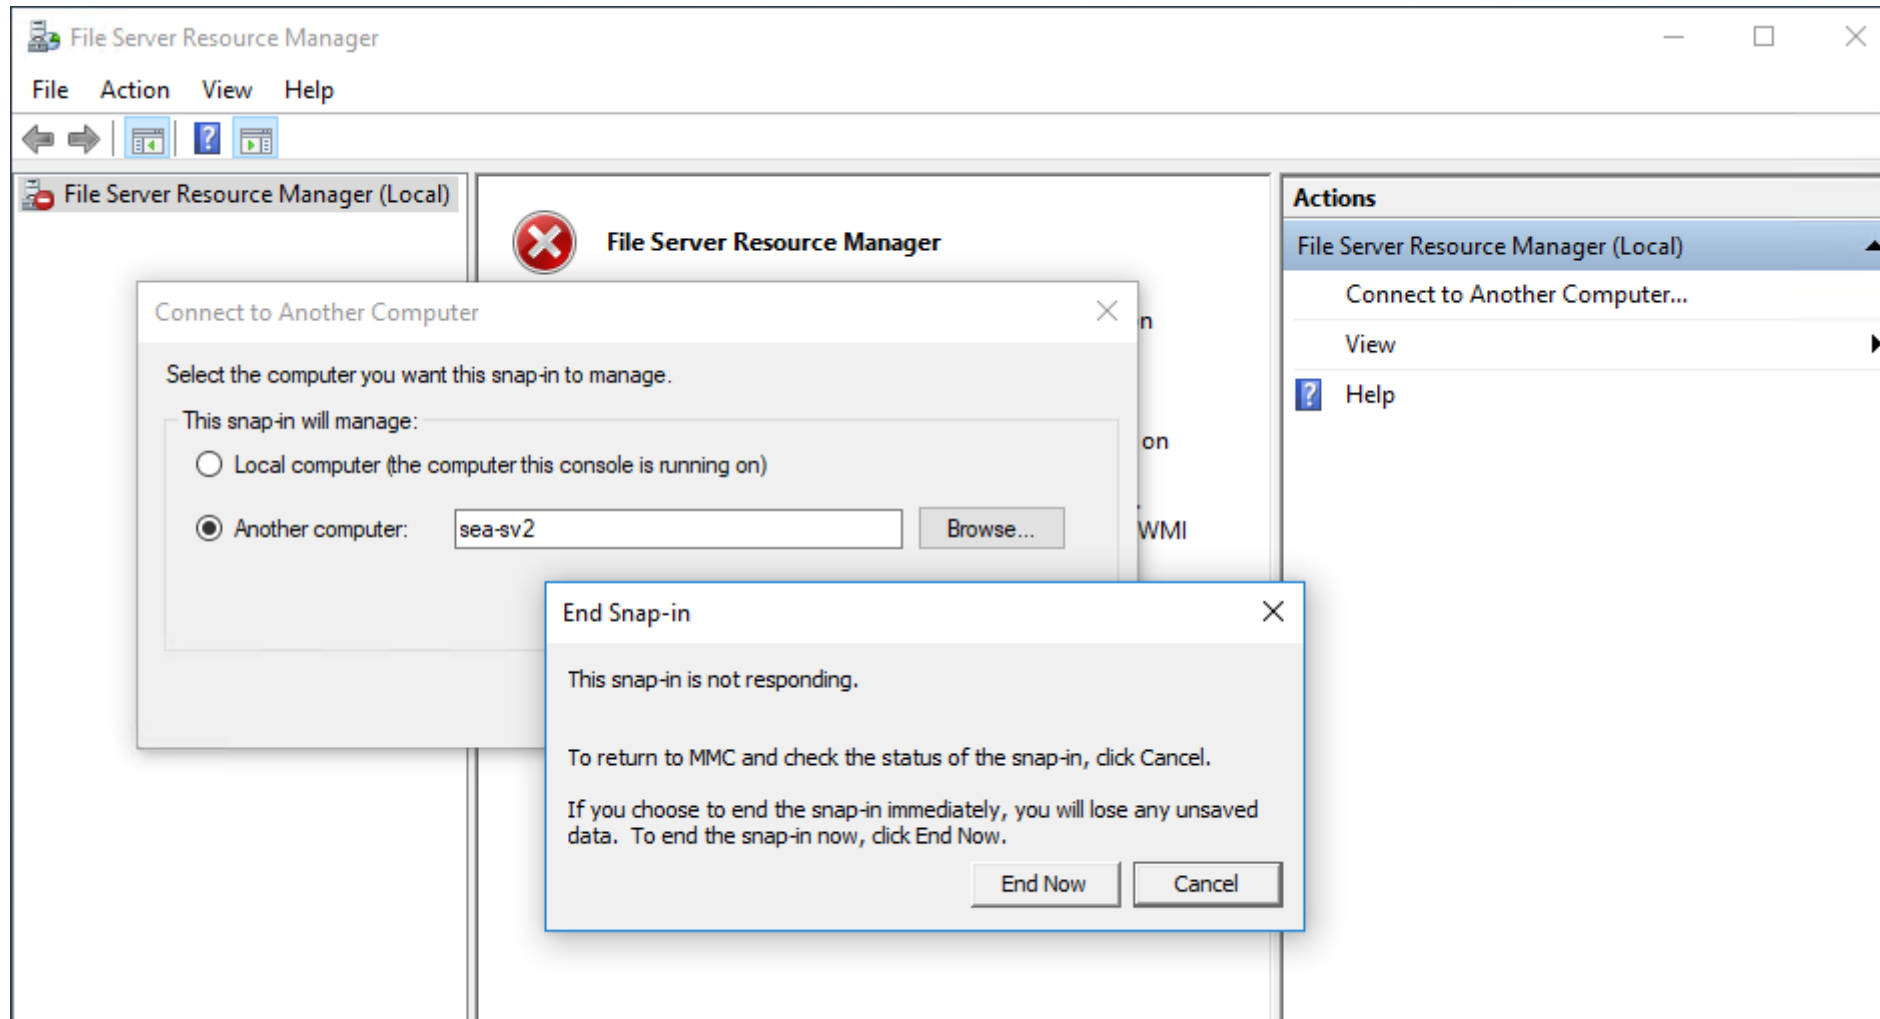 File Server Resource Manager
File Action View Help
File Server Resource Manager (Local)
File Server Resource Manager
n
on
WMI
Connect to Another Computer
Select the computer you want this snap-in to manage.
This snap-in will manage:
Local computer (the computer this console is running on)
Another computer:
sea-sv2
Browse...
End Snap-in
This snap-in is not responding.
To return to MMC and check the status of the snap-in, click Cancel.
If you choose to end the snap-in immediately, you will lose any unsaved
data. To end the snap-in now, click End Now.
End Now
Cancel
Actions
File Server Resource Manager (Local)
Connect to Another Computer...
View
Help